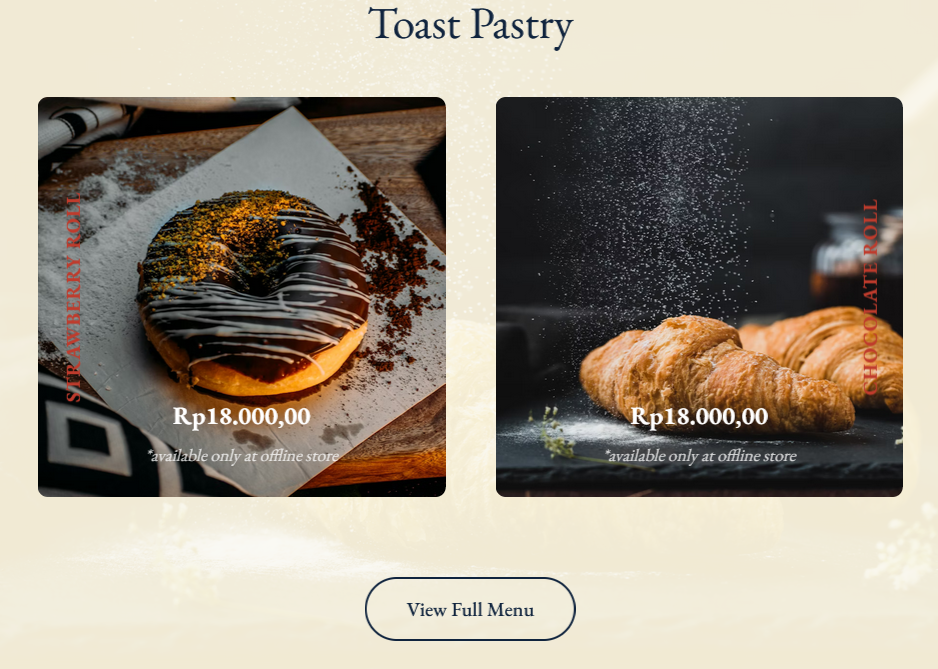 Toast Pastry
STRAWBERRY ROLL
Rp18.000,00
*available only at offline store
CHOCOLATE ROLL
Rp18.000,00
*available only at offline store
View Full Menu